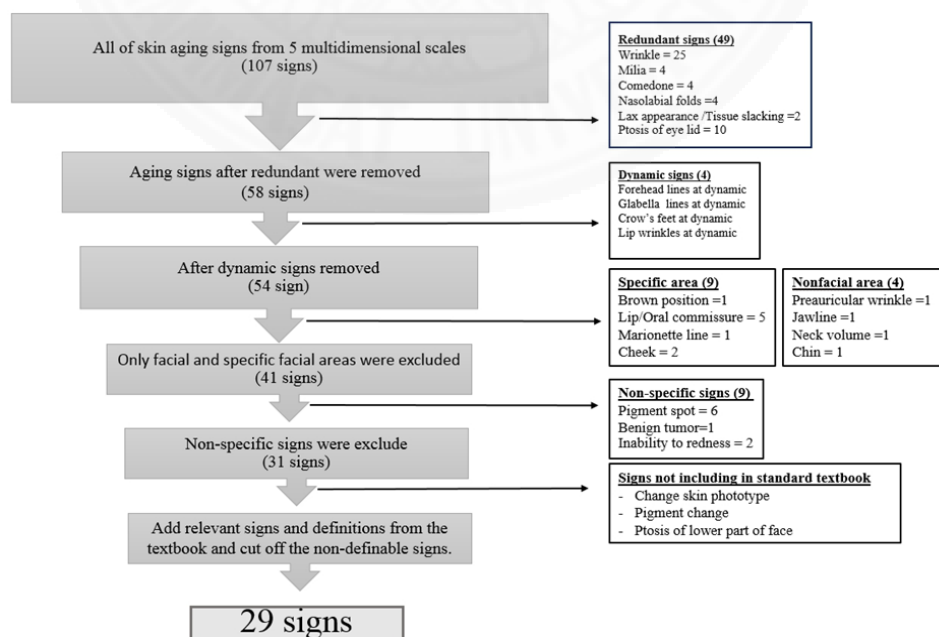 All of skin aging signs from 5 multidimensional scales
(107 signs)
Redundant signs (49)
Wrinkle = 25
Milia = 4
Comedone = 4
Nasolabial folds =4
Lax appearance /Tissue slacking =2
Ptosis of eye lid = 10
Aging signs after redundant were removed
(58 signs)
Dynamic signs (4)
Forehead lines at dynamic
Glabella lines at dynamic
Crow's feet at dynamic
Lip wrinkles at dynamic
After dynamic signs removed
(54 sign)
Specific area (9)
Brown position =1
Lip/Oral commissure = 5
Marionette line = 1
Cheek = 2
Nonfacial area (4)
Preauricular wrinkle =1
Jawline =1
Neck volume =1
Chin = 1
Only facial and specific facial areas were excluded
(41 signs)
Non-specific signs (9)
Pigment spot = 6
Benign tumor=1
Inability to redness = 2
Non-specific signs were exclude
(31 signs)
Signs not including in standard textbook
- Change skin phototype
- Pigment change
- Ptosis of lower part of face
Add relevant signs and definitions from the
textbook and cut off the non-definable signs.
29 signs